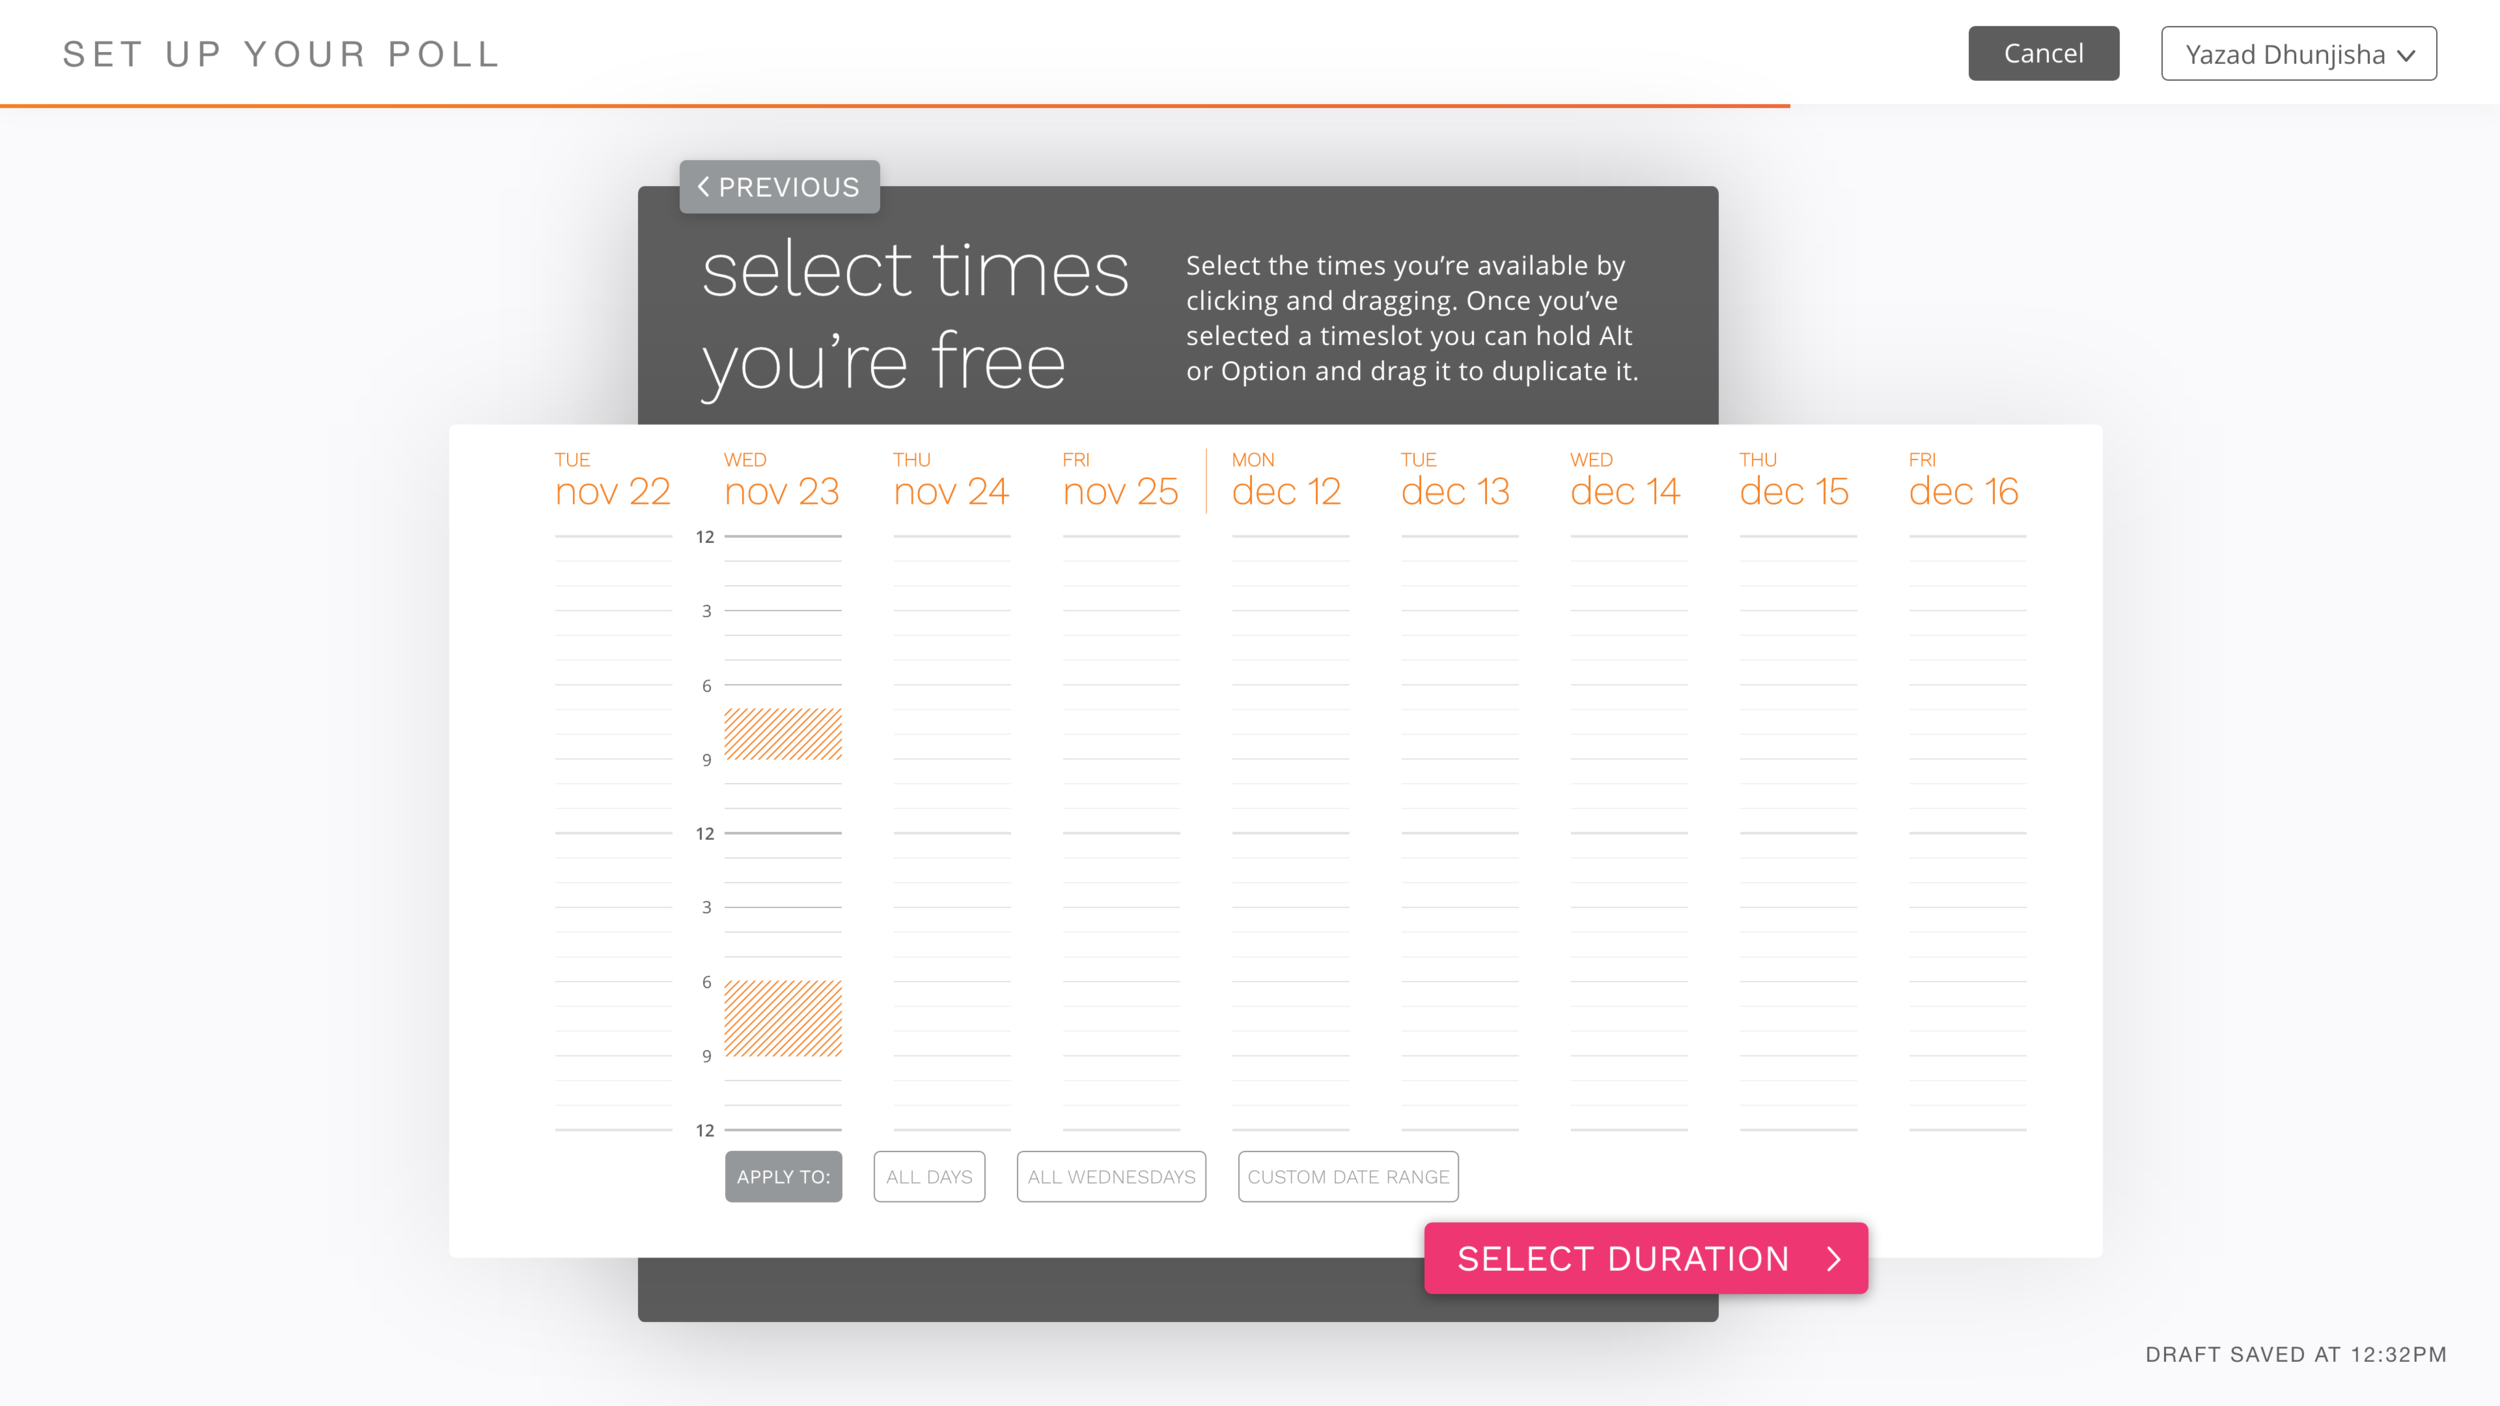 SET UP YOUR POLL
Cancel
Yazad Dhunjisha
PREVIOUS
select times
you’re free
Select the times you’re available by
clicking and dragging. Once you’ve
selected a timeslot you can hold Alt
or Option and drag it to duplicate it.
TUE WED THU FRI MON TUE WED THU FRI
nov 22 nov 23 nov 24 nov 25 dec 12 dec 13 dec 14 dec 15 dec 16
12
3
6
9
12
3
6
9
12
APPLY TO: ALL DAYS ALL WEDNESDAYS CUSTOM DATE RANGE
SELECT DURATION
DRAFT SAVED AT 12:32PM